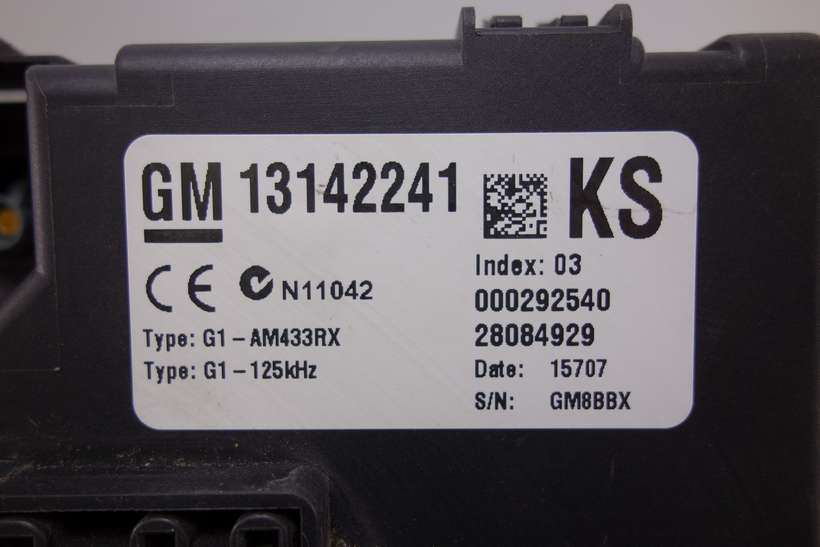 GM 13142241 KS
CE N11042
Index: 03
000292540
28084929
Type: G1-AM433RX
Type: G1-125kHz
Date: 15707
S/N: GM8BBX